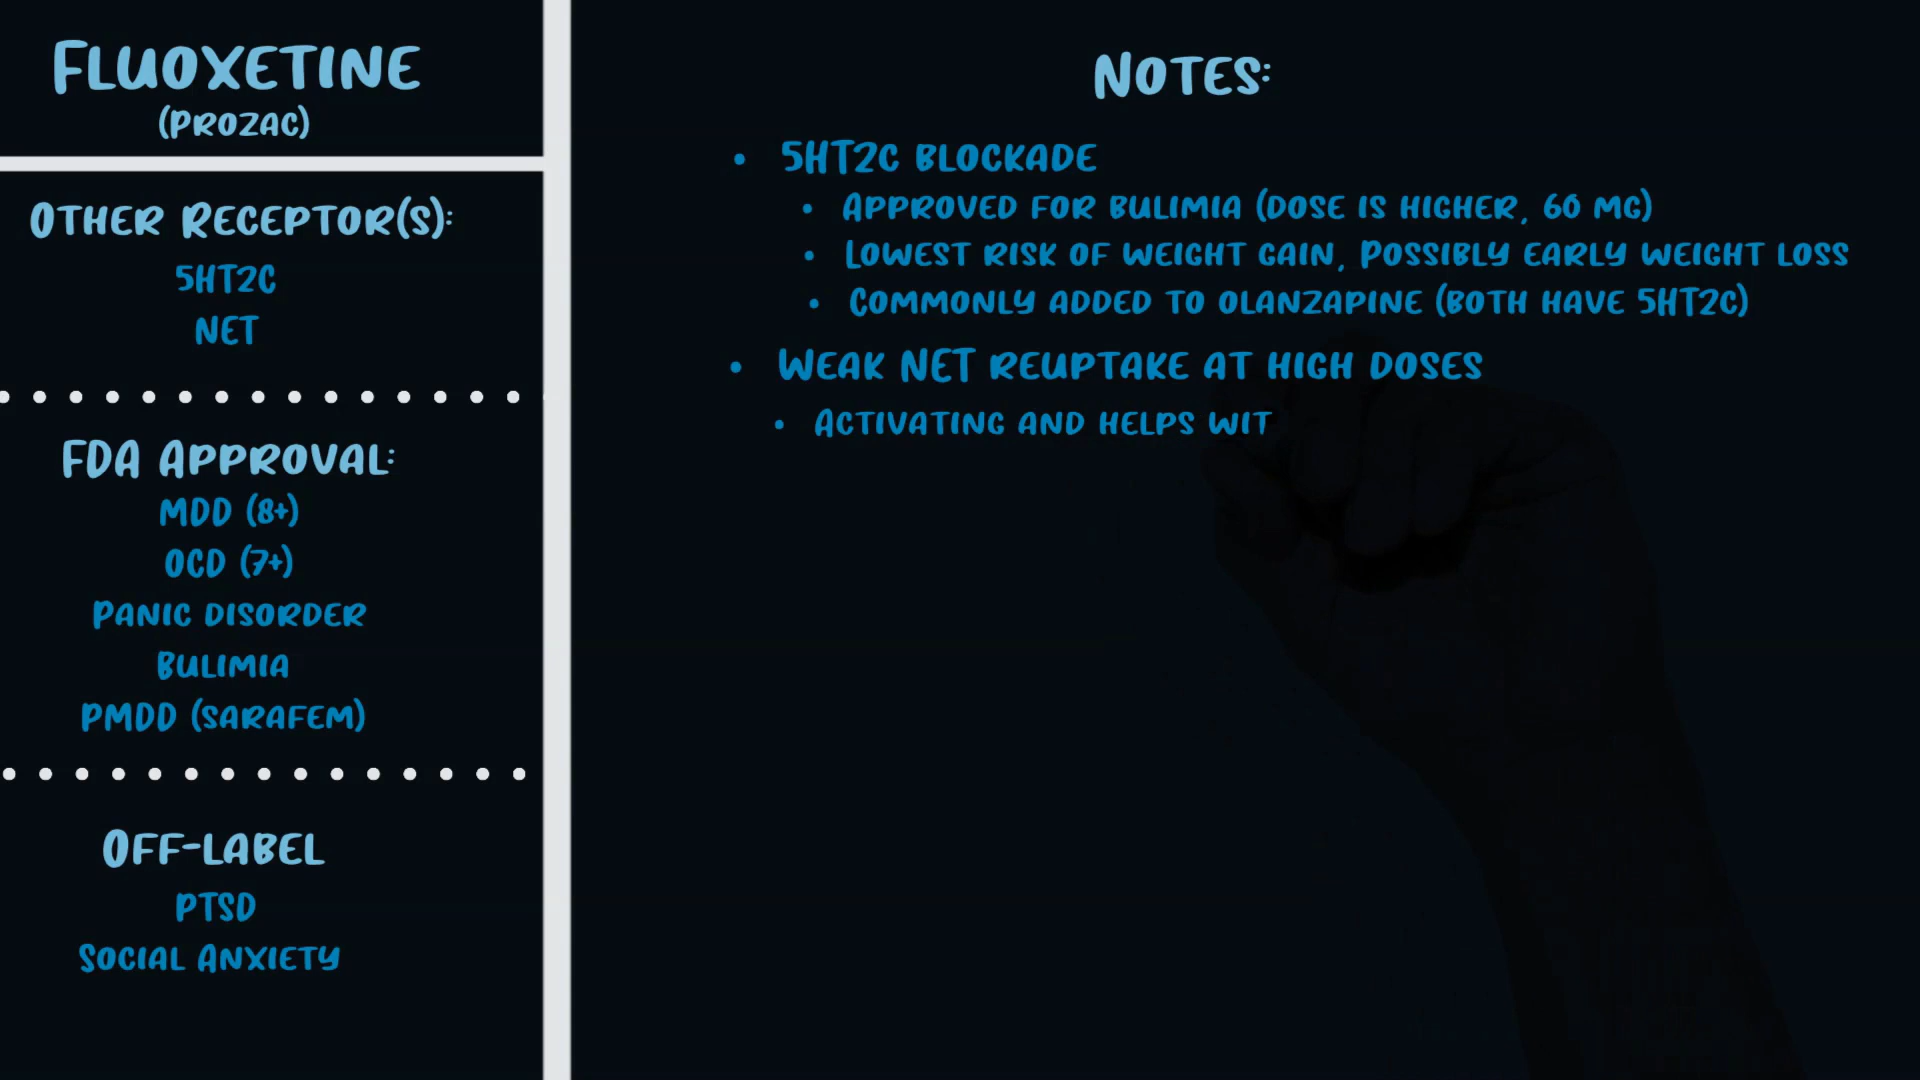 Fluoxetine
(Prozac)
Other Receptor(s):
5HT2C
NET
FDA Approval:
MDD (8+)
OCD (7+)
Panic disorder
Bulimia
PMDD (Sarafem)
Off-label
PTSD
Social Anxiety
Notes:
• 5HT2C blockade
• Approved for bulimia (dose is higher, 60 mg)
• Lowest risk of weight gain, Possibly early weight loss
• Commonly added to olanzapine (both have 5HT2C)
• Weak NET reuptake at high doses
• Activating and helps wit